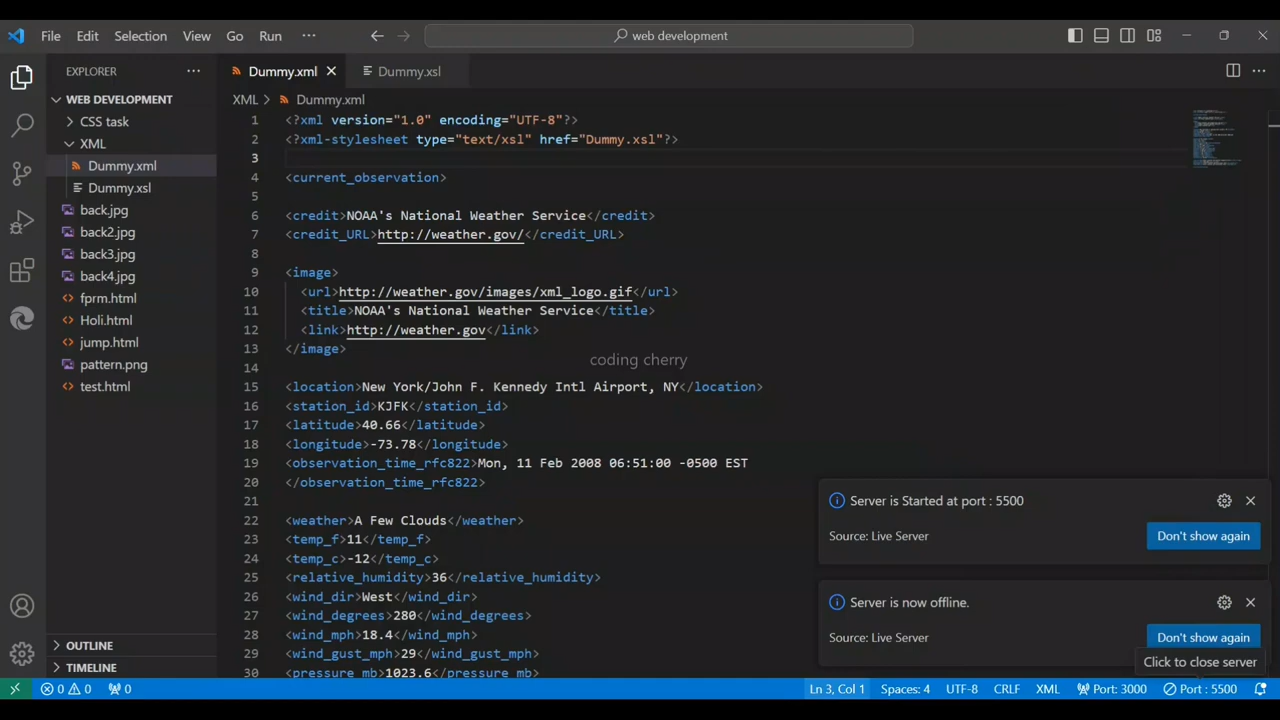 File Edit Selection View Go Run ··· web development
EXPLORER ···
WEB DEVELOPMENT
CSS task
XML
Dummy.xml
Dummy.xsl
back.jpg
back2.jpg
back3.jpg
back4.jpg
fprm.html
Holi.html
jump.html
pattern.png
test.html
OUTLINE
TIMELINE
Dummy.xml Dummy.xsl
XML > Dummy.xml
1 <?xml version="1.0" encoding="UTF-8"?>
2 <?xml-stylesheet type="text/xsl" href="Dummy.xsl"?>
3
4 <current_observation>
5
6 <credit>NOAA's National Weather Service</credit>
7 <credit_URL>http://weather.gov/</credit_URL>
8
9 <image>
10 <url>http://weather.gov/images/xml_logo.gif</url>
11 <title>NOAA's National Weather Service</title>
12 <link>http://weather.gov</link>
13 </image>
coding cherry
14
15 <location>New York/John F. Kennedy Intl Airport, NY</location>
16 <station_id>KJFK</station_id>
17 <latitude>40.66</latitude>
18 <longitude>-73.78</longitude>
19 <observation_time_rfc822>Mon, 11 Feb 2008 06:51:00 -0500 EST
20 </observation_time_rfc822>
21
22 <weather>A Few Clouds</weather>
23 <temp_f>11</temp_f>
24 <temp_c>-12</temp_c>
25 <relative_humidity>36</relative_humidity>
26 <wind_dir>West</wind_dir>
27 <wind_degrees>280</wind_degrees>
28 <wind_mph>18.4</wind_mph>
29 <wind_gust_mph>29</wind_gust_mph>
30 <pressure_mb>1023.6</pressure_mb>
Server is Started at port : 5500
Source: Live Server Don't show again
Server is now offline.
Source: Live Server Don't show again
Click to close server
0 0 0 Ln 3, Col 1 Spaces: 4 UTF-8 CRLF XML Port: 3000 Port : 5500